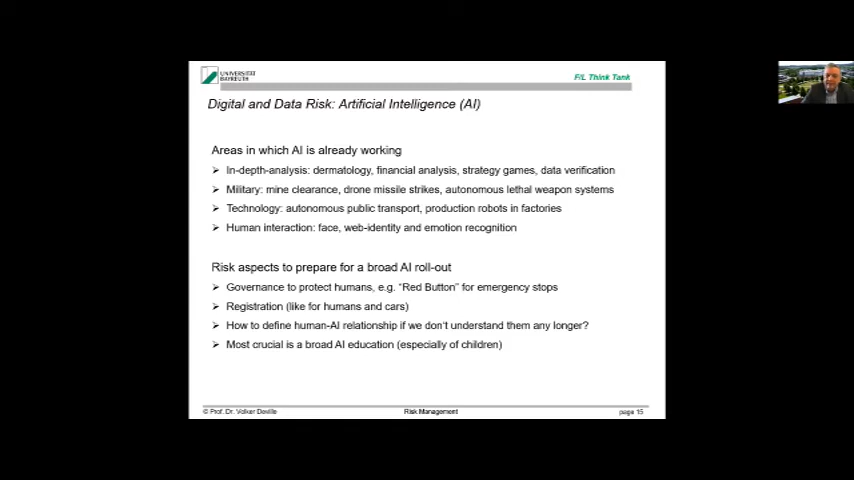 UNIVERSITÄT
BAYREUTH
F/L Think Tank
Digital and Data Risk: Artificial Intelligence (AI)
Areas in which AI is already working
➢ In-depth-analysis: dermatology, financial analysis, strategy games, data verification
➢ Military: mine clearance, drone missile strikes, autonomous lethal weapon systems
➢ Technology: autonomous public transport, production robots in factories
➢ Human interaction: face, web-identity and emotion recognition
Risk aspects to prepare for a broad AI roll-out
➢ Governance to protect humans, e.g. “Red Button” for emergency stops
➢ Registration (like for humans and cars)
➢ How to define human-AI relationship if we don‘t understand them any longer?
➢ Most crucial is a broad AI education (especially of children)
© Prof. Dr. Volker Deville Risk Management page 15